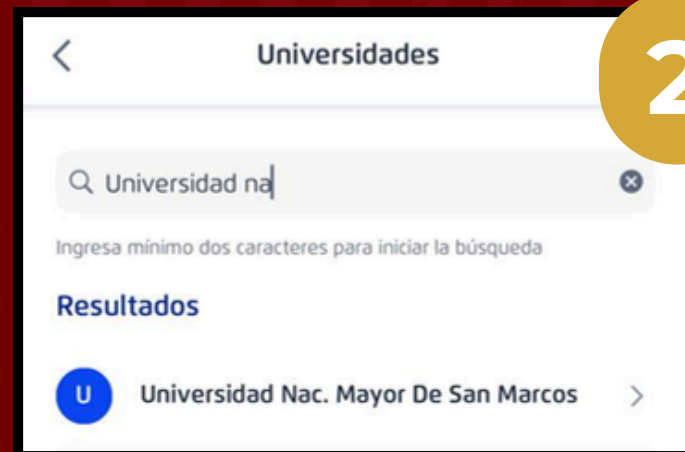 Universidades
2
Universidad na
Ingresa mínimo dos caracteres para iniciar la búsqueda
Resultados
U Universidad Nac. Mayor De San Marcos